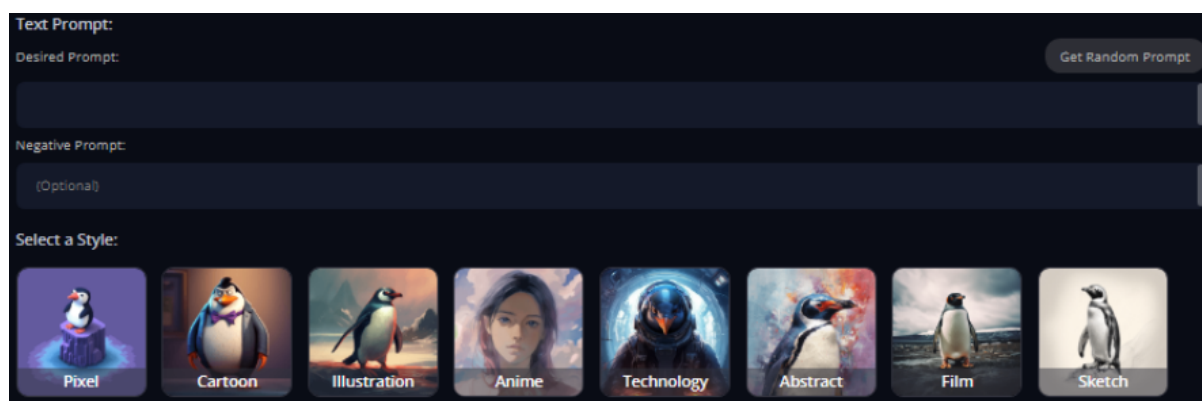 Text Prompt:
Desired Prompt:
Get Random Prompt
Negative Prompt:
(Optional)
Select a Style:
Pixel
Cartoon
Illustration
Anime
Technology
Abstract
Film
Sketch